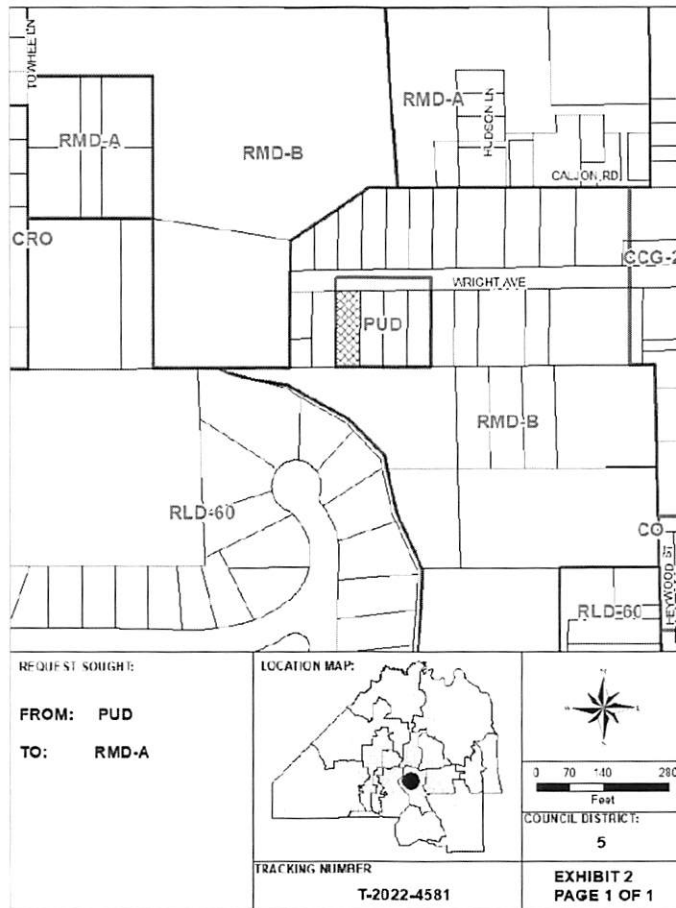 TOWHEE LN
RMD-A
RMD-B
RMD-A
HUDSON LN
CALJON RD
CRO
CCG-2
WRIGHT AVE
PUD
RMD-B
RLD-60
CO
HEYWOOD ST
RLD-60
REQUEST SOUGHT:
FROM: PUD
TO: RMD-A
LOCATION MAP:
N
W
E
S
0 70 140 280
Feet
COUNCIL DISTRICT:
5
TRACKING NUMBER
T-2022-4581
EXHIBIT 2
PAGE 1 OF 1